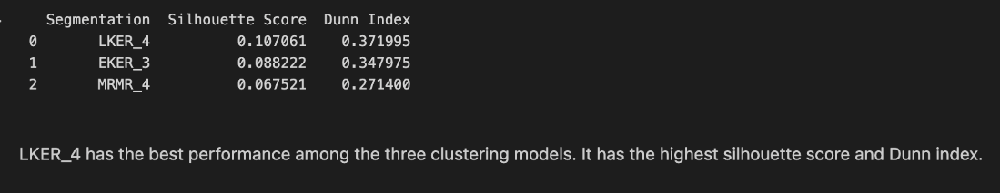 Segmentation Silhouette Score Dunn Index
0 LKER_4 0.107061 0.371995
1 EKER_3 0.088222 0.347975
2 MRMR_4 0.067521 0.271400
LKER_4 has the best performance among the three clustering models. It has the highest silhouette score and Dunn index.